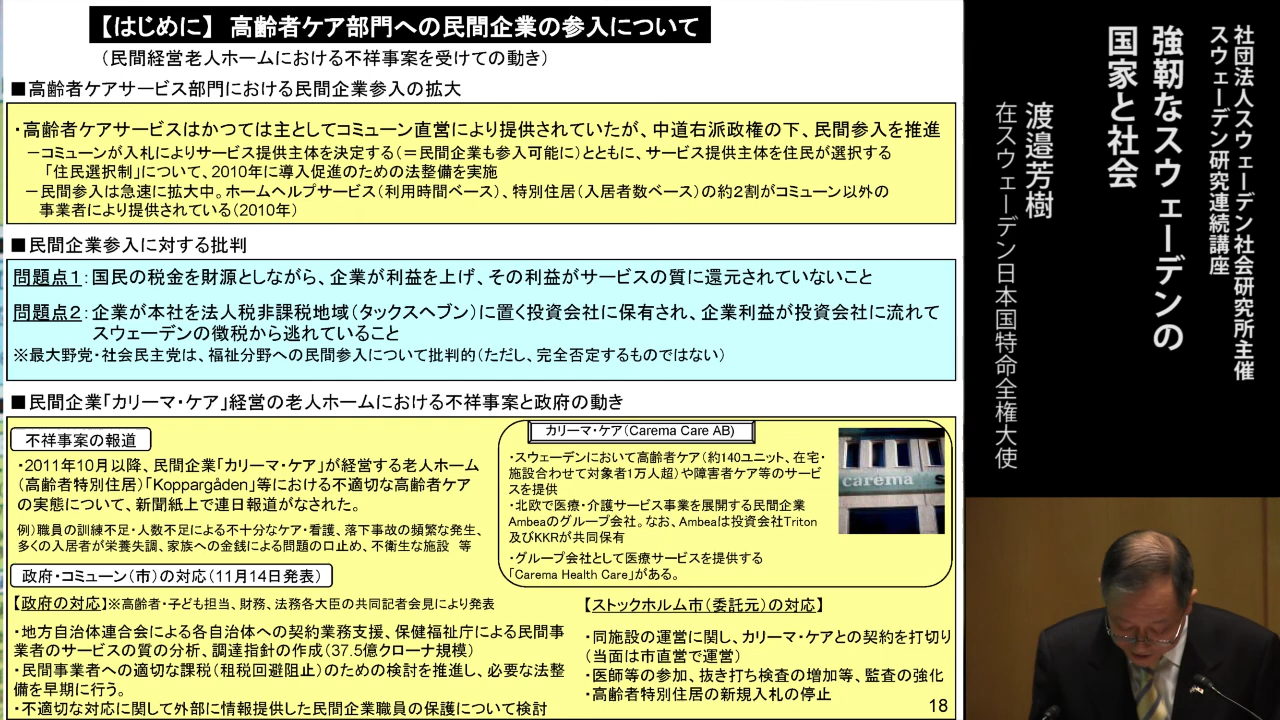 【はじめに】 高齢者ケア部門への民間企業の参入について
（民間経営老人ホームにおける不祥事案を受けての動き）
■高齢者ケアサービス部門における民間企業参入の拡大
・高齢者ケアサービスはかつては主としてコミューン直営により提供されていたが、中道右派政権の下、民間参入を推進
－コミューンが入札によりサービス提供主体を決定する（＝民間企業も参入可能に）とともに、サービス提供主体を住民が選択する
「住民選択制」について、2010年に導入促進のための法整備を実施
－民間参入は急速に拡大中。ホームヘルプサービス（利用時間ベース）、特別住居（入居者数ベース）の約２割がコミューン以外の
事業者により提供されている（2010年）
■民間企業参入に対する批判
問題点１：国民の税金を財源としながら、企業が利益を上げ、その利益がサービスの質に還元されていないこと
問題点２：企業が本社を法人税非課税地域（タックスヘブン）に置く投資会社に保有され、企業利益が投資会社に流れて
スウェーデンの徴税から逃れていること
※最大野党・社会民主党は、福祉分野への民間参入について批判的（ただし、完全否定するものではない）
■民間企業「カリーマ・ケア」経営の老人ホームにおける不祥事案と政府の動き
不祥事案の報道
・2011年10月以降、民間企業「カリーマ・ケア」が経営する老人ホーム
（高齢者特別住居）「Koppargåden」等における不適切な高齢者ケア
の実態について、新聞紙上で連日報道がなされた。
例）職員の訓練不足・人数不足による不十分なケア・看護、落下事故の頻繁な発生、
多くの入居者が栄養失調、家族への金銭による問題の口止め、不衛生な施設 等
カリーマ・ケア（Carema Care AB）
・スウェーデンにおいて高齢者ケア（約140ユニット、在宅・
施設合わせて対象者1万人超）や障害者ケア等のサービ
スを提供
・北欧で医療・介護サービス事業を展開する民間企業
Ambeaのグループ会社。なお、Ambeaは投資会社Triton
及びKKRが共同保有
・グループ会社として医療サービスを提供する
「Carema Health Care」がある。
carema S
政府・コミューン（市）の対応（11月14日発表）
【政府の対応】※高齢者・子ども担当、財務、法務各大臣の共同記者会見により発表
・地方自治体連合会による各自治体への契約業務支援、保健福祉庁による民間事
業者のサービスの質の分析、調達指針の作成（37.5億クローナ規模）
・民間事業者への適切な課税（租税回避阻止）のための検討を推進し、必要な法整
備を早期に行う。
・不適切な対応に関して外部に情報提供した民間企業職員の保護について検討
【ストックホルム市（委託元）の対応】
・同施設の運営に関し、カリーマ・ケアとの契約を打切り
（当面は市直営で運営）
・医師等の参加、抜き打ち検査の増加等、監査の強化
・高齢者特別住居の新規入札の停止
18
社団法人スウェーデン社会研究所主催
スウェーデン研究連続講座
強靭なスウェーデンの
国家と社会
渡邉芳樹
在スウェーデン日本国特命全権大使